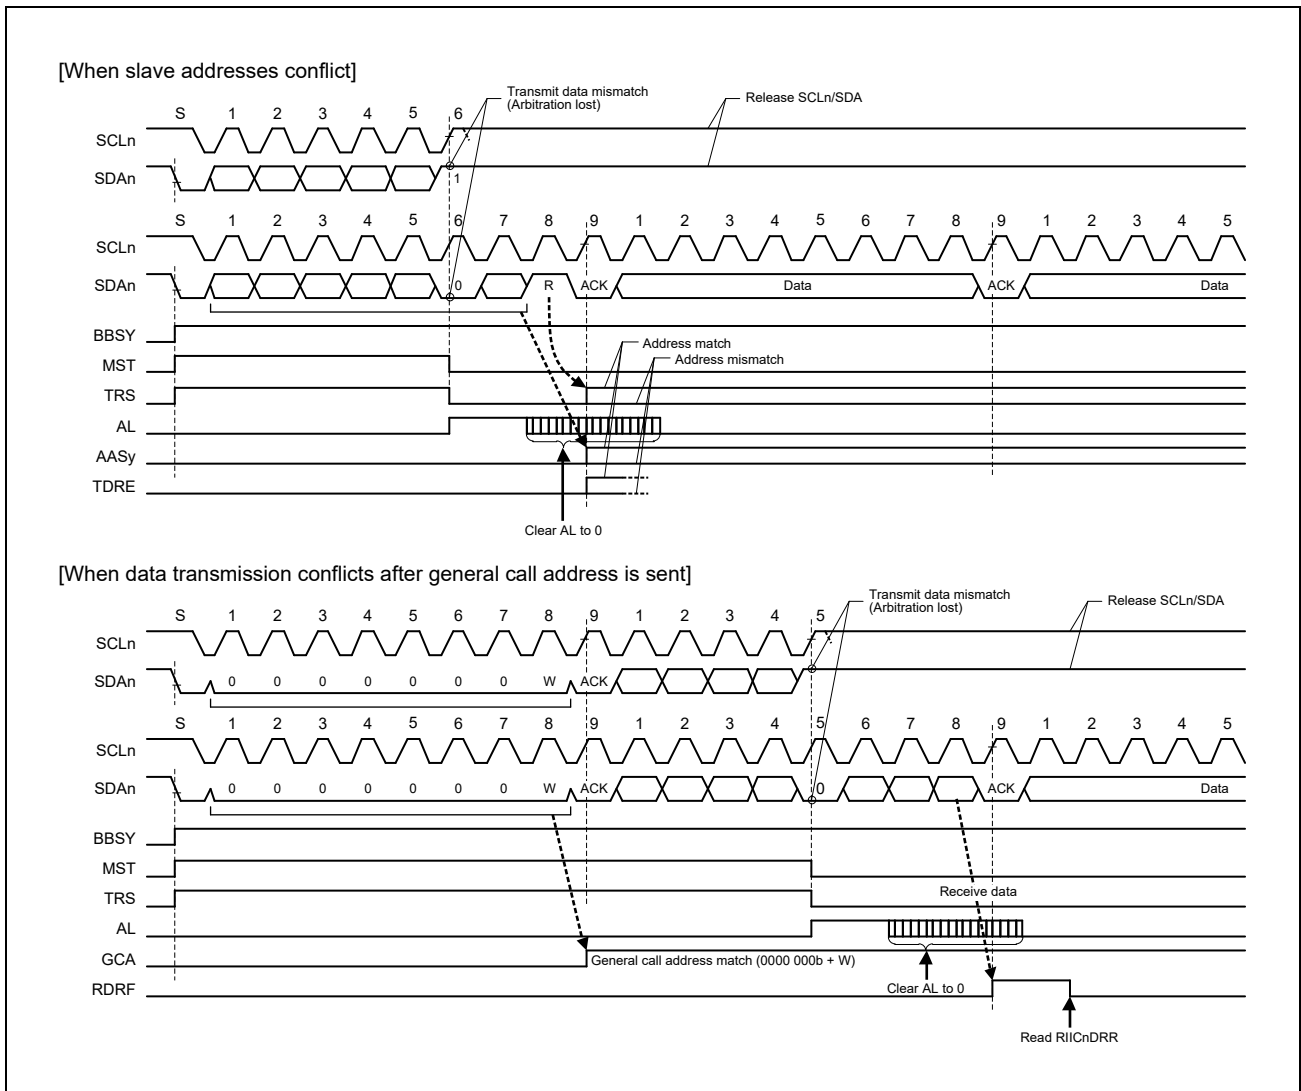 [When slave addresses conflict]
Transmit data mismatch
(Arbitration lost)
Release SCLn/SDA
S 1 2 3 4 5 6
SCLn
SDAn
1
S 1 2 3 4 5 6 7 8 9 1 2 3 4 5 6 7 8 9 1 2 3 4 5
SCLn
SDAn 0 R ACK Data ACK Data
BBSY
Address match
MST
Address mismatch
TRS
AL
AASy
TDRE
Clear AL to 0
[When data transmission conflicts after general call address is sent]
Transmit data mismatch
(Arbitration lost)
Release SCLn/SDA
S 1 2 3 4 5 6 7 8 9 1 2 3 4 5
SCLn
SDAn 0 0 0 0 0 0 0 W ACK
S 1 2 3 4 5 6 7 8 9 1 2 3 4 5 6 7 8 9 1 2 3 4 5
SCLn
SDAn 0 0 0 0 0 0 0 W ACK 0 ACK Data
BBSY
MST
TRS Receive data
AL
GCA General call address match (0000 000b + W)
RDRF Clear AL to 0
Read RIICnDRR